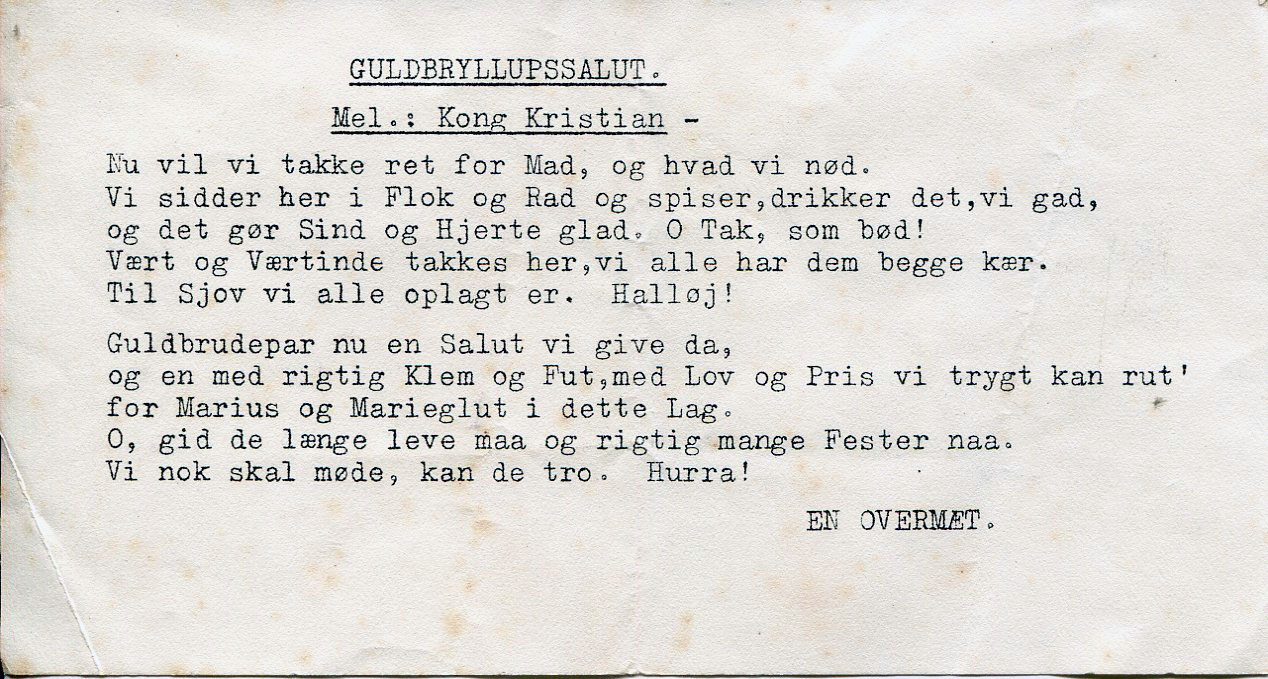 GULDBRYLLUPSSALUT.
Mel.: Kong Kristian -
Nu vil vi takke ret for Mad, og hvad vi nød.
Vi sidder her i Flok og Rad og spiser,drikker det,vi gad,
og det gør Sind og Hjerte glad. O Tak, som bød!
Vært og Værtinde takkes her,vi alle har dem begge kær.
Til Sjov vi alle oplagt er. Halløj!
Guldbrudepar nu en Salut vi give da,
og en med rigtig Klem og Fut,med Lov og Pris vi trygt kan rut'
for Marius og Marieglut i dette Lag.
O, gid de længe leve maa og rigtig mange Fester naa.
Vi nok skal møde, kan de tro. Hurra!
EN OVERMÆT.